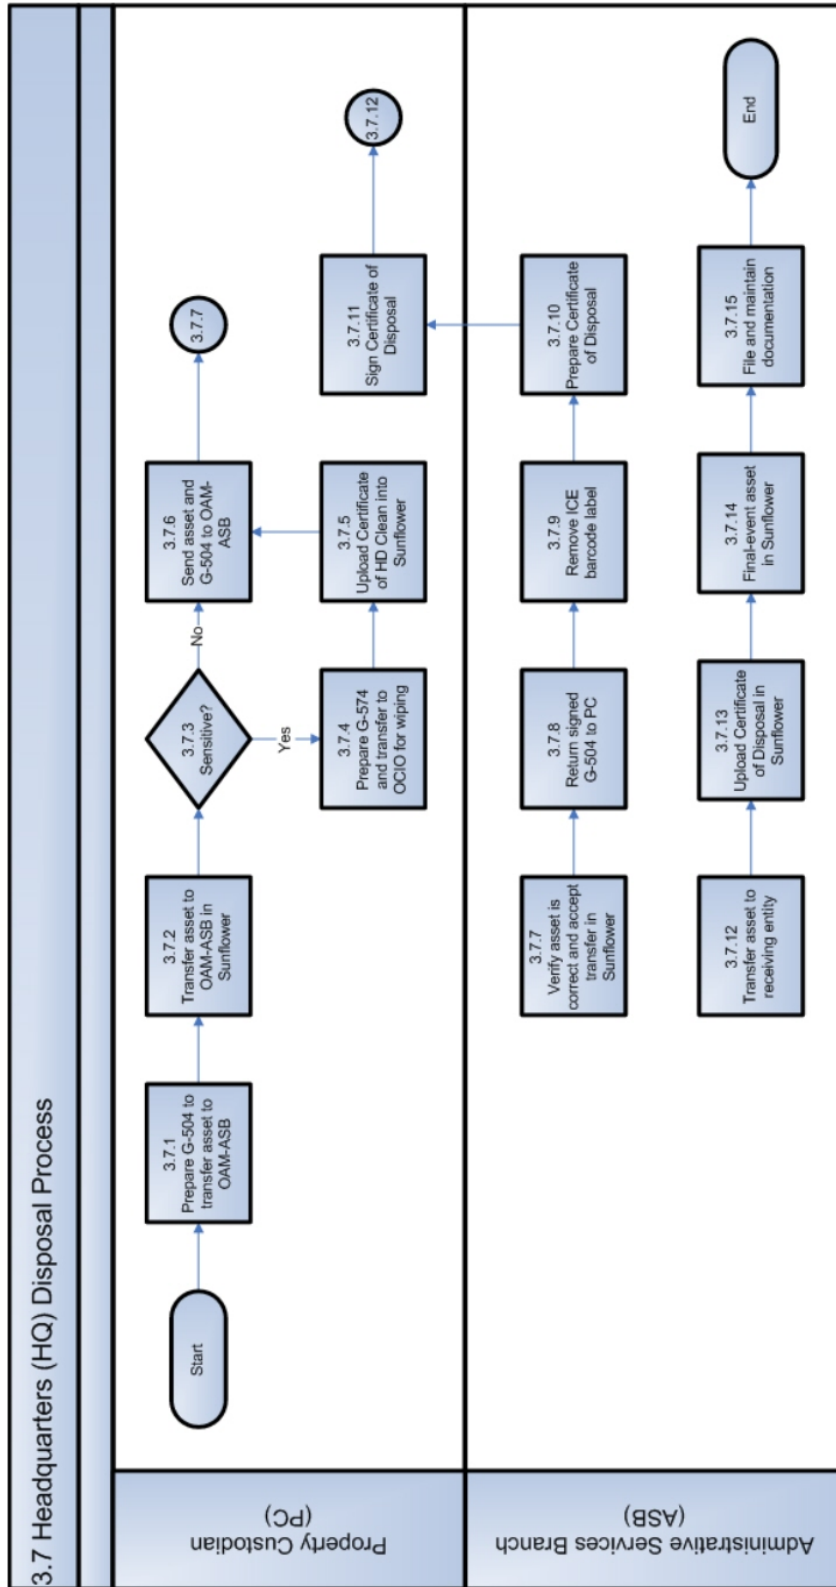 3.7 Headquarters (HQ) Disposal Process
Property Custodian
(PC)
Start
3.7.1
Prepare G-504 to
transfer asset to
OAM-ASB
3.7.2
Transfer asset to
OAM-ASB in
Sunflower
3.7.3
Sensitive?
No
Yes
3.7.4
Prepare G-574
and transfer to
OCIO for wiping
3.7.5
Upload Certificate
of HD Clean into
Sunflower
3.7.6
Send asset and
G-504 to OAM-
ASB
3.7.7
3.7.11
Sign Certificate of
Disposal
3.7.12
Administrative Services Branch
(ASB)
3.7.7
Verify asset is
correct and accept
transfer in
Sunflower
3.7.8
Return signed
G-504 to PC
3.7.9
Remove ICE
barcode label
3.7.10
Prepare Certificate
of Disposal
3.7.12
Transfer asset to
receiving entity
3.7.13
Upload Certificate
of Disposal in
Sunflower
3.7.14
Final-event asset
in Sunflower
3.7.15
File and maintain
documentation
End